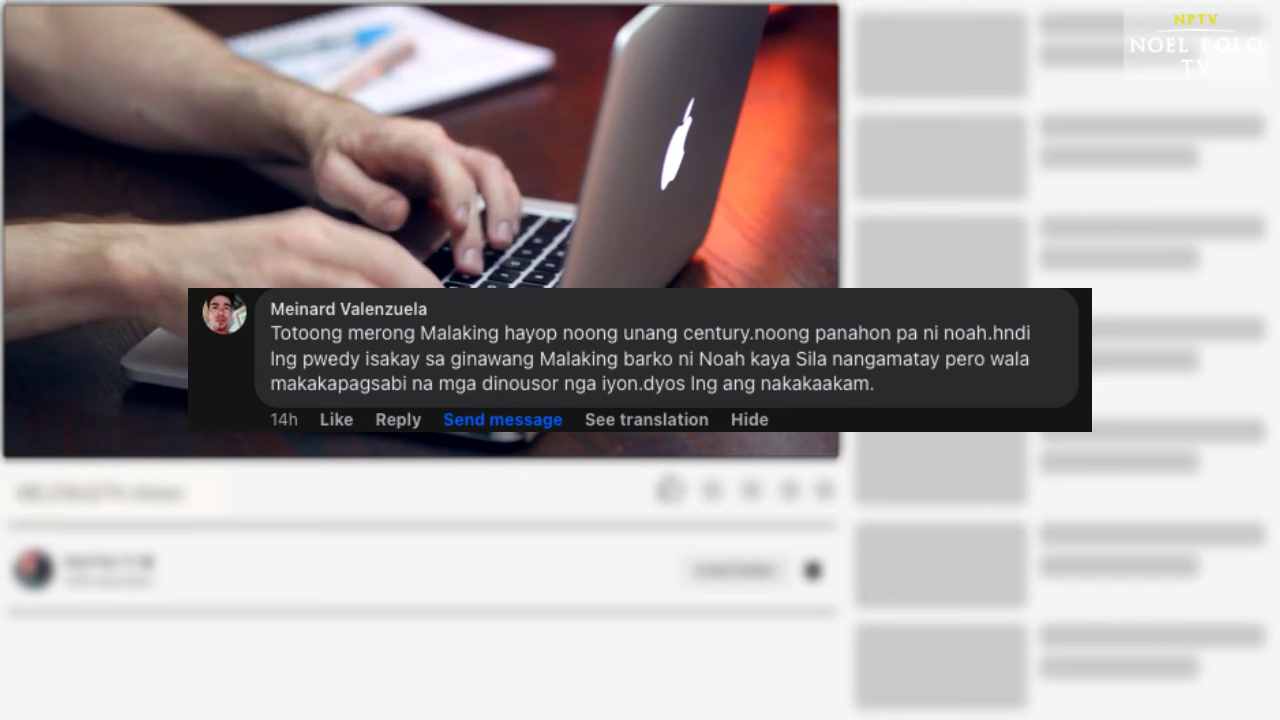 NPTV
NOEL POLO
TV
Meinard Valenzuela
Totoong merong Malaking hayop noong unang century.noong panahon pa ni noah.hndi
lng pwedy isakay sa ginawang Malaking barko ni Noah kaya Sila nangamatay pero wala
makakapagsabi na mga dinousor nga iyon.dyos lng ang nakakaakam.
14h Like Reply Send message See translation Hide